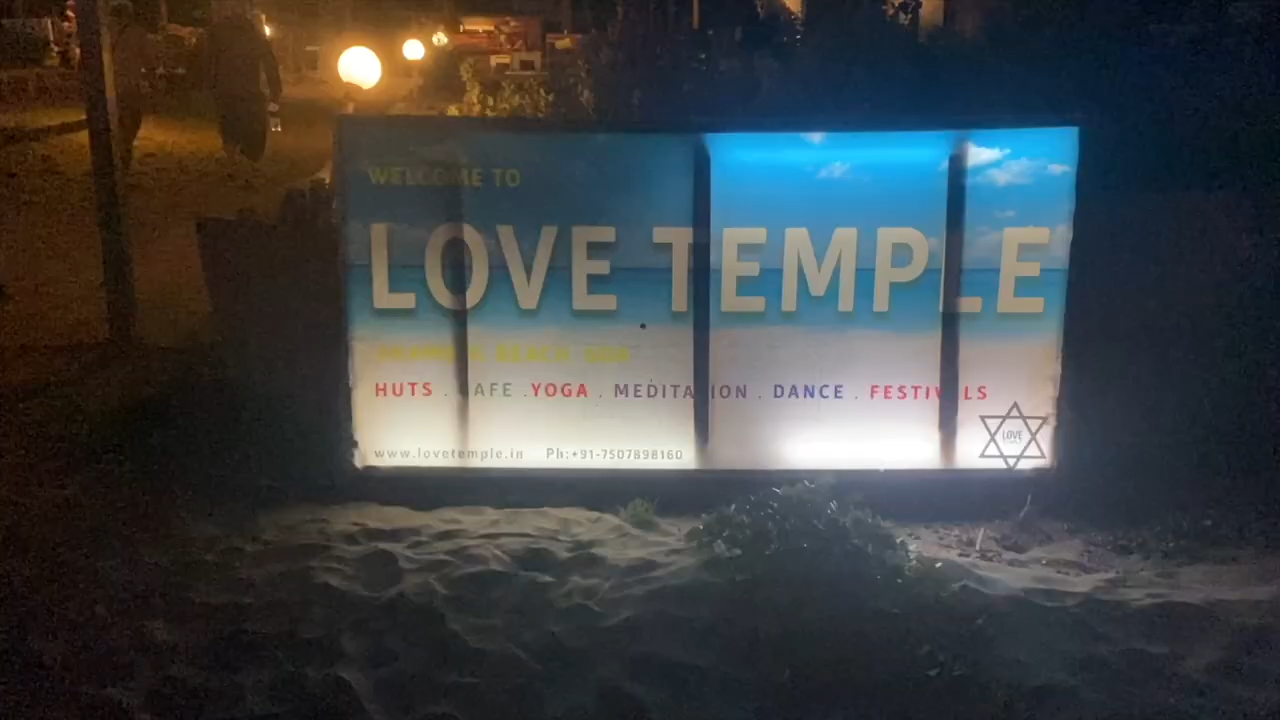 WELCOME TO
LOVE TEMPLE
BEACH GOA
HUTS . CAFE . YOGA . MEDITATION . DANCE . FESTIVALS
LOVE
www.lovetemple.in Ph:+91-7507898160